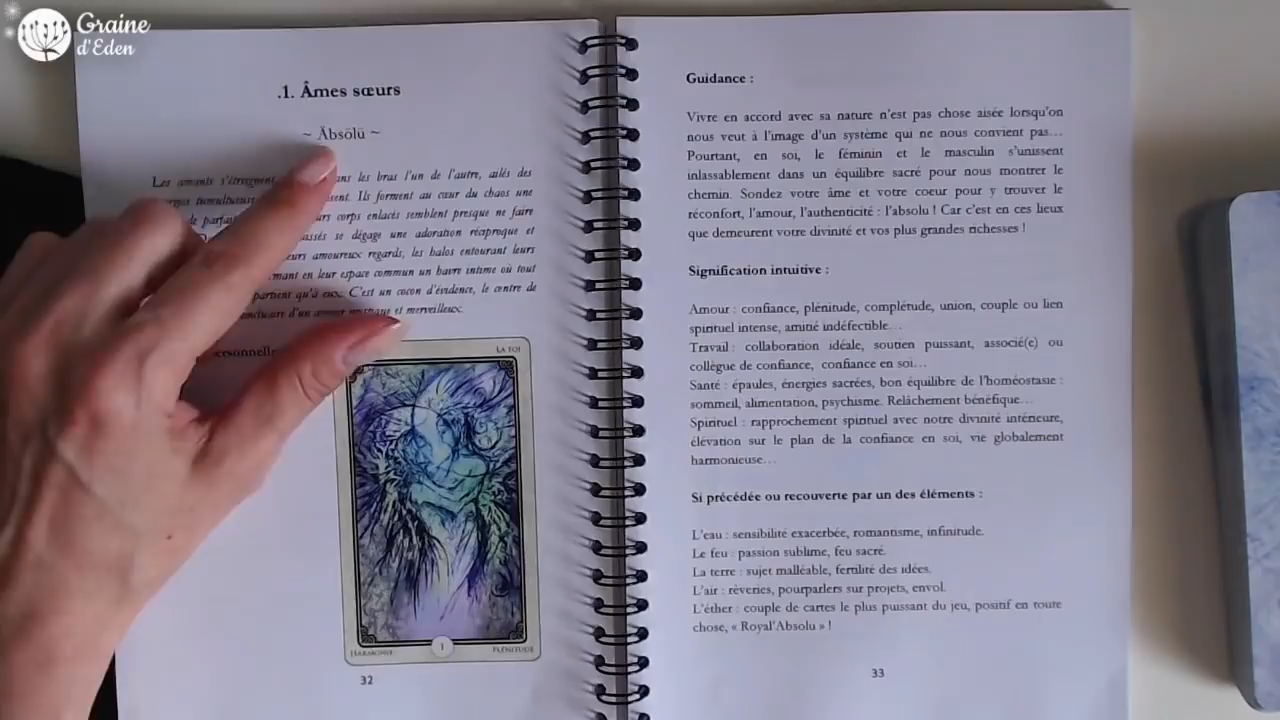 Graine
d'Eden
.1. Âmes sœurs
~ Äbsölü ~
Les amants s'étreignent ans les bras l'un de l'autre, ailés des
tumultueuse Ils forment au cœur du chaos une
de parfai urs corps enlacés semblent presque ne faire
assés se dégage une adoration réciproque et
eurs amoureux regards, les halos entourant leurs
mant en leur espace commun un havre intime où tout
partient qu'à eux. C'est un cocon d'évidence, le centre de
nctuaire d'un amour mystique et merveilleux.
ersonnelle
LA FOI
HARMONIE
1
PLÉNITUDE
32
Guidance :
Vivre en accord avec sa nature n'est pas chose aisée lorsqu'on
nous veut à l'image d'un système qui ne nous convient pas...
Pourtant, en soi, le féminin et le masculin s'unissent
inlassablement dans un équilibre sacré pour nous montrer le
chemin. Sondez votre âme et votre coeur pour y trouver le
réconfort, l'amour, l'authenticité : l'absolu ! Car c'est en ces lieux
que demeurent votre divinité et vos plus grandes richesses !
Signification intuitive :
Amour : confiance, plénitude, complétude, union, couple ou lien
spirituel intense, amitié indéfectible...
Travail : collaboration idéale, soutien puissant, associé(e) ou
collègue de confiance, confiance en soi...
Santé : épaules, énergies sacrées, bon équilibre de l'homéostasie :
sommeil, alimentation, psychisme. Relâchement bénéfique...
Spirituel : rapprochement spirituel avec notre divinité intérieure,
élévation sur le plan de la confiance en soi, vie globalement
harmonieuse...
Si précédée ou recouverte par un des éléments :
L'eau : sensibilité exacerbée, romantisme, infinitude.
Le feu : passion sublime, feu sacré.
La terre : sujet malléable, fertilité des idées.
L'air : rêveries, pourparlers sur projets, envol.
L'éther : couple de cartes le plus puissant du jeu, positif en toute
chose, « Royal'Absolu » !
33